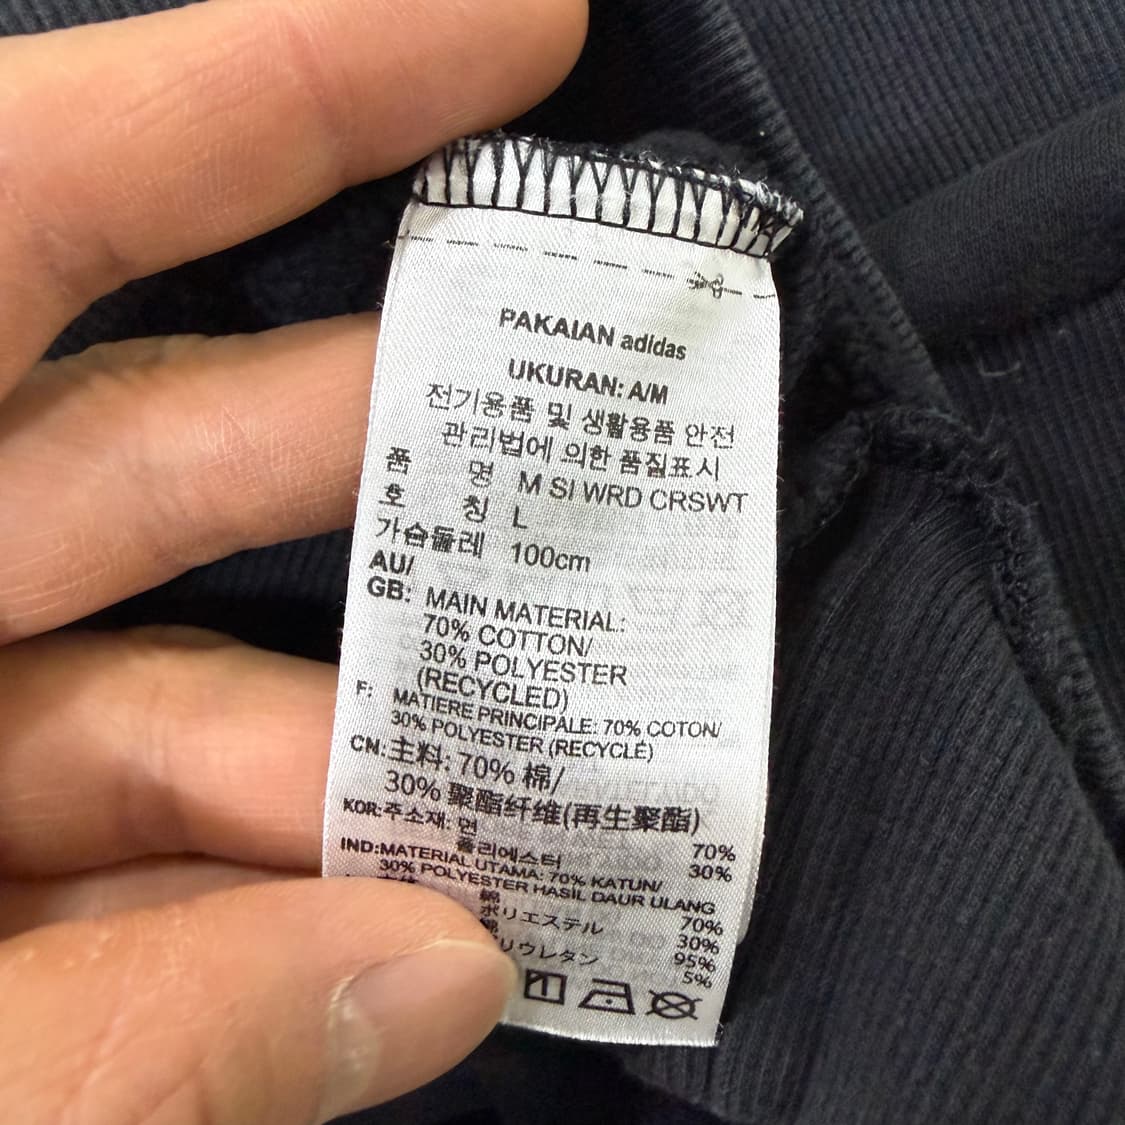 PAKAIAN adidas
UKURAN: A/M
전기용품 및 생활용품 안전
관리법에 의한 품질표시
품 명 M SI WRD CRSWT
호 칭 L
가슴둘레 100cm
AU/
GB: MAIN MATERIAL:
70% COTTON/
30% POLYESTER
(RECYCLED)
F: MATIERE PRINCIPALE: 70% COTON/
30% POLYESTER (RECYCLÉ)
CN: 主料: 70% 棉/
30% 聚酯纤维(再生聚酯)
KOR: 주소재: 면 70%
폴리에스터 30%
IND: MATERIAL UTAMA: 70% KATUN/
30% POLYESTER HASIL DAUR ULANG
綿 70%
ポリエステル 30%
綿 95%
リウレタン 5%